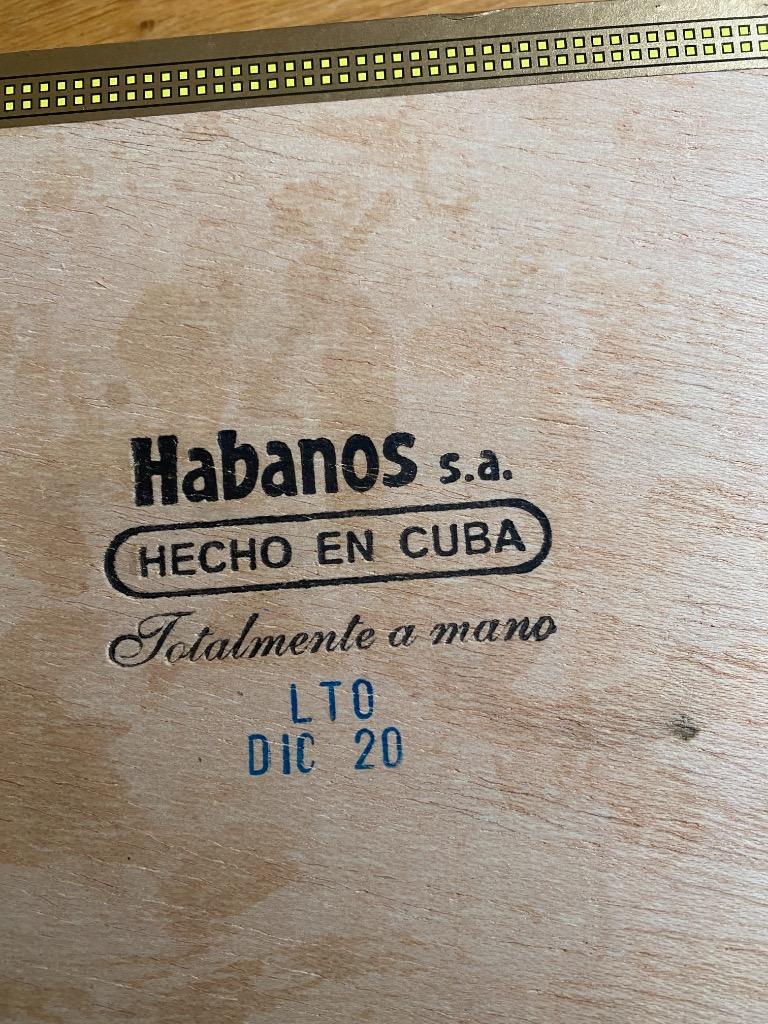 Habanos s.a.
HECHO EN CUBA
Totalmente a mano
LTO
DIC 20